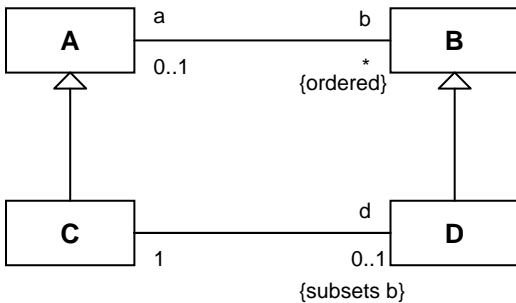 a b
A B
0..1 *
{ordered}
d
C D
1 0..1
{subsets b}